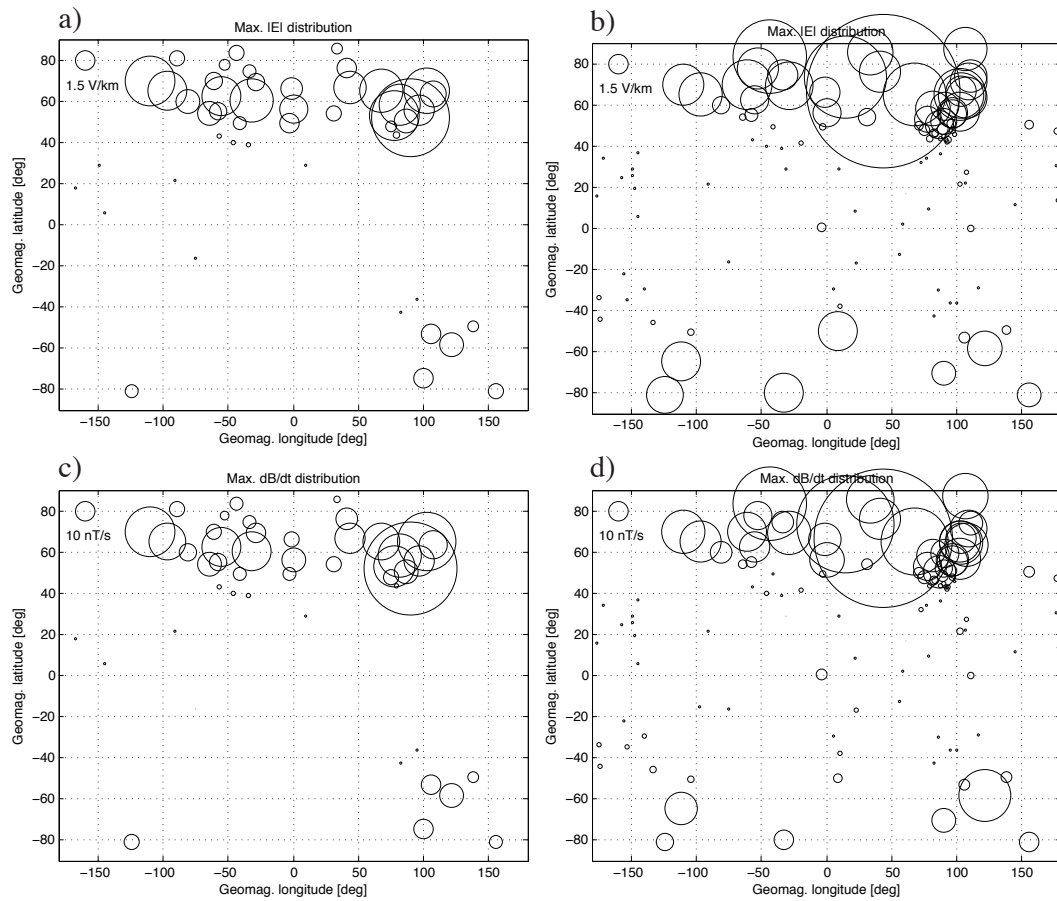 a)
Max. |E| distribution
80
60
40
20
0
−20
−40
−60
−80
1.5 V/km
Geomag. latitude [deg]
−150 −100 −50 0 50 100 150
Geomag. longitude [deg]
b)
Max. |E| distribution
80
60
40
20
0
−20
−40
−60
−80
1.5 V/km
Geomag. latitude [deg]
−150 −100 −50 0 50 100 150
Geomag. longitude [deg]
c)
Max. dB/dt distribution
80
60
40
20
0
−20
−40
−60
−80
10 nT/s
Geomag. latitude [deg]
−150 −100 −50 0 50 100 150
Geomag. longitude [deg]
d)
Max. dB/dt distribution
80
60
40
20
0
−20
−40
−60
−80
10 nT/s
Geomag. latitude [deg]
−150 −100 −50 0 50 100 150
Geomag. longitude [deg]